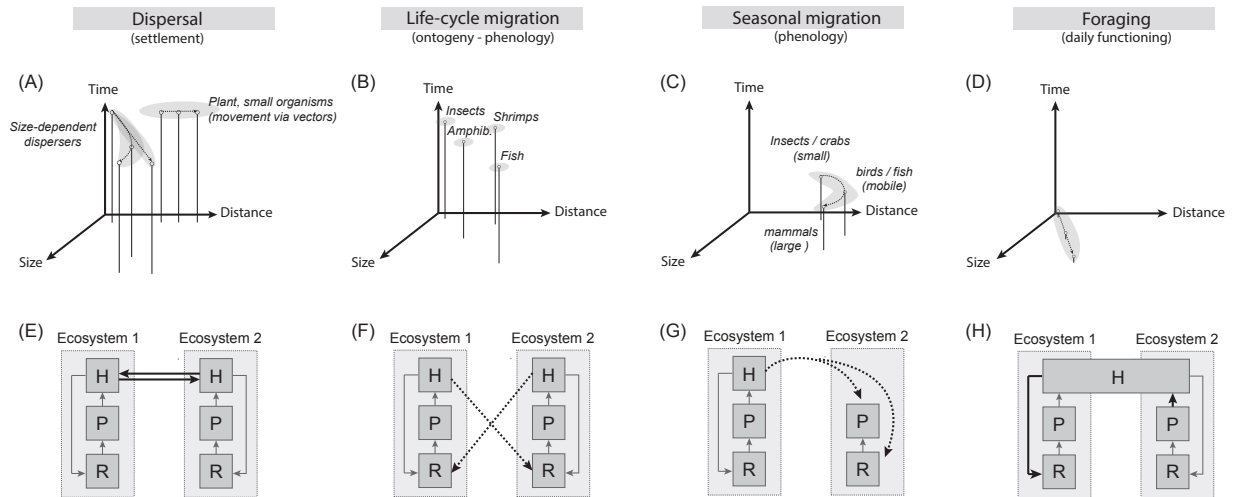 Dispersal
(settlement)
Life-cycle migration
(ontogeny - phenology)
Seasonal migration
(phenology)
Foraging
(daily functioning)
(A)
Time
Size-dependent
dispersers
Plant, small organisms
(movement via vectors)
Distance
Size
(B)
Time
Insects
Amphib.
Shrimps
Fish
Distance
Size
(C)
Time
Insects / crabs
(small)
birds / fish
(mobile)
mammals
(large )
Distance
Size
(D)
Time
Distance
Size
(E)
Ecosystem 1
Ecosystem 2
H
H
P
P
R
R
(F)
Ecosystem 1
Ecosystem 2
H
H
P
P
R
R
(G)
Ecosystem 1
Ecosystem 2
H
P
P
R
R
(H)
Ecosystem 1
Ecosystem 2
H
P
P
R
R